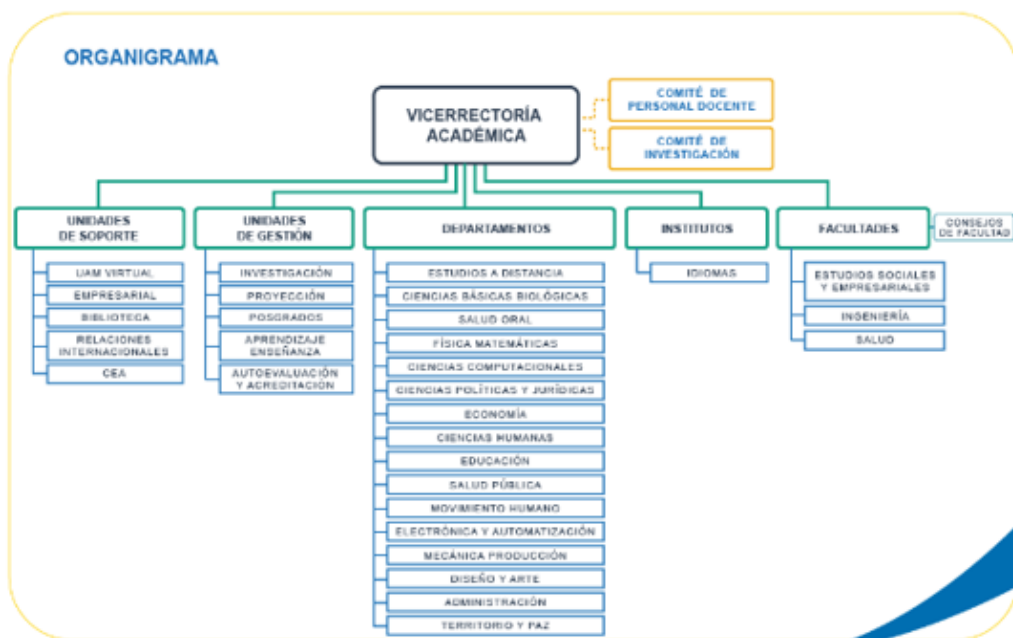 ORGANIGRAMA
VICERRECTORÍA
ACADÉMICA
COMITÉ DE
PERSONAL DOCENTE
COMITÉ DE
INVESTIGACIÓN
UNIDADES
DE SOPORTE
UAM VIRTUAL
EMPRESARIAL
BIBLIOTECA
RELACIONES
INTERNACIONALES
CEA
UNIDADES
DE GESTIÓN
INVESTIGACIÓN
PROYECCIÓN
POSGRADOS
APRENDIZAJE
ENSEÑANZA
AUTOEVALUACIÓN
Y ACREDITACIÓN
DEPARTAMENTOS
ESTUDIOS A DISTANCIA
CIENCIAS BÁSICAS BIOLÓGICAS
SALUD ORAL
FÍSICA MATEMÁTICAS
CIENCIAS COMPUTACIONALES
CIENCIAS POLÍTICAS Y JURÍDICAS
ECONOMÍA
CIENCIAS HUMANAS
EDUCACIÓN
SALUD PÚBLICA
MOVIMIENTO HUMANO
ELECTRÓNICA Y AUTOMATIZACIÓN
MECÁNICA PRODUCCIÓN
DISEÑO Y ARTE
ADMINISTRACIÓN
TERRITORIO Y PAZ
INSTITUTOS
IDIOMAS
FACULTADES
CONSEJOS
DE FACULTAD
ESTUDIOS SOCIALES
Y EMPRESARIALES
INGENIERÍA
SALUD